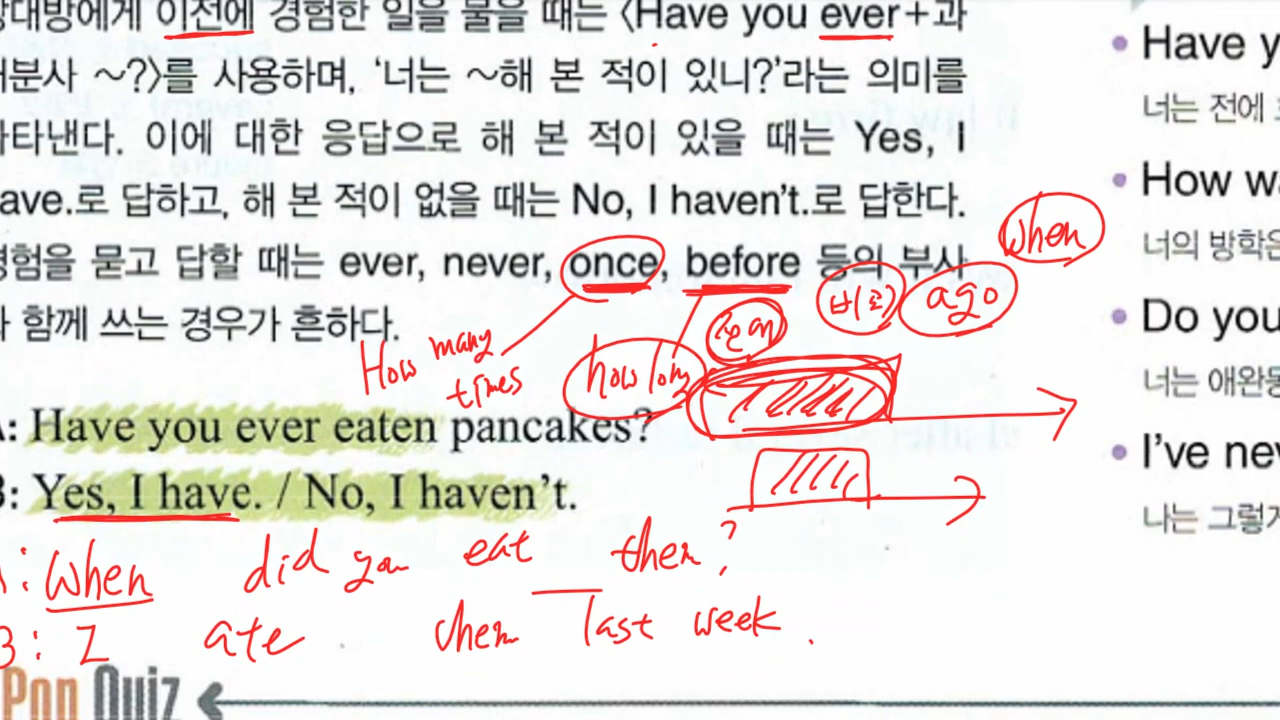 상대방에게 이전에 경험한 일을 물을 때는 〈Have you ever+과
거분사 ~?〉를 사용하며, '너는 ~해 본 적이 있니?'라는 의미를
나타낸다. 이에 대한 응답으로 해 본 적이 있을 때는 Yes, I
have.로 답하고, 해 본 적이 없을 때는 No, I haven't.로 답한다.
경험을 묻고 답할 때는 ever, never, once, before 등의 부사
와 함께 쓰는 경우가 흔하다.
when
ago
How many
times
how long
A: Have you ever eaten pancakes?
B: Yes, I have. / No, I haven't.
A: When did you eat them?
B: I ate them last week.
Pop Quiz
Have y
너는 전에
How wa
너의 방학은
Do you
너는 애완동
I've nev
나는 그렇게